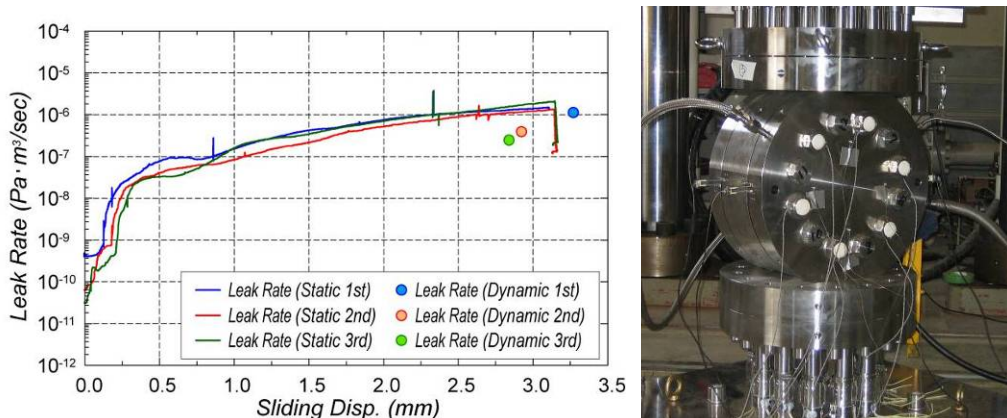 Leak Rate (Pa· m³/sec)
10-4
10-5
10-6
10-7
10-8
10-9
10-10
10-11
10-12
Leak Rate (Static 1st)
Leak Rate (Dynamic 1st)
Leak Rate (Static 2nd)
Leak Rate (Dynamic 2nd)
Leak Rate (Static 3rd)
Leak Rate (Dynamic 3rd)
0.0 0.5 1.0 1.5 2.0 2.5 3.0 3.5
Sliding Disp. (mm)